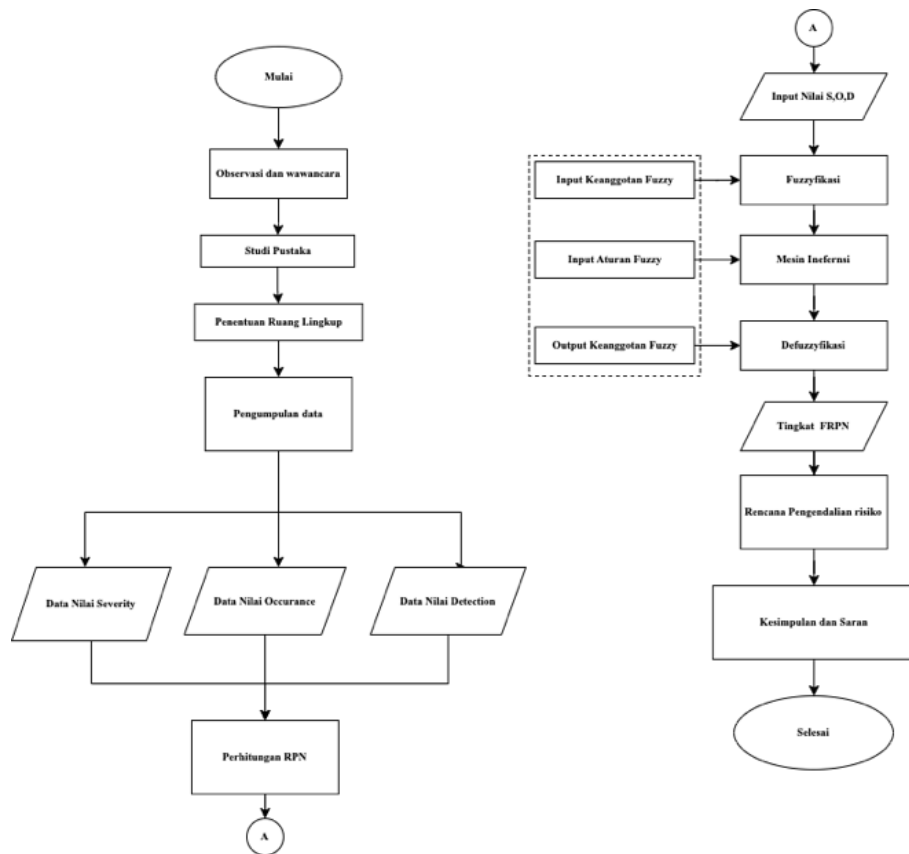 Mulai
Observasi dan wawancara
Studi Pustaka
Penentuan Ruang Lingkup
Pengumpulan data
Data Nilai Severity
Data Nilai Occurance
Data Nilai Detection
Perhitungan RPN
A
A
Input Nilai S,O,D
Input Keanggotan Fuzzy
Fuzzyfikasi
Input Aturan Fuzzy
Mesin Inefernsi
Output Keanggotan Fuzzy
Defuzzyfikasi
Tingkat FRPN
Rencana Pengendalian risiko
Kesimpulan dan Saran
Selesai